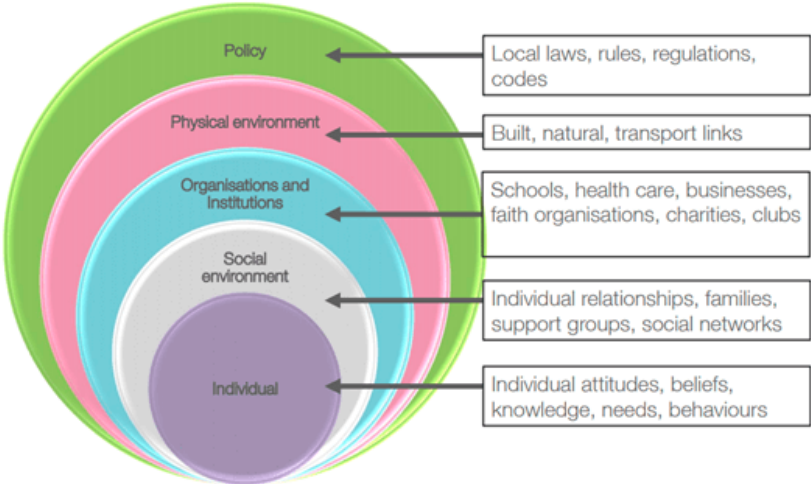 Policy
Local laws, rules, regulations,
codes
Physical environment
Built, natural, transport links
Organisations and
Institutions
Schools, health care, businesses,
faith organisations, charities, clubs
Social
environment
Individual relationships, families,
support groups, social networks
Individual
Individual attitudes, beliefs,
knowledge, needs, behaviours